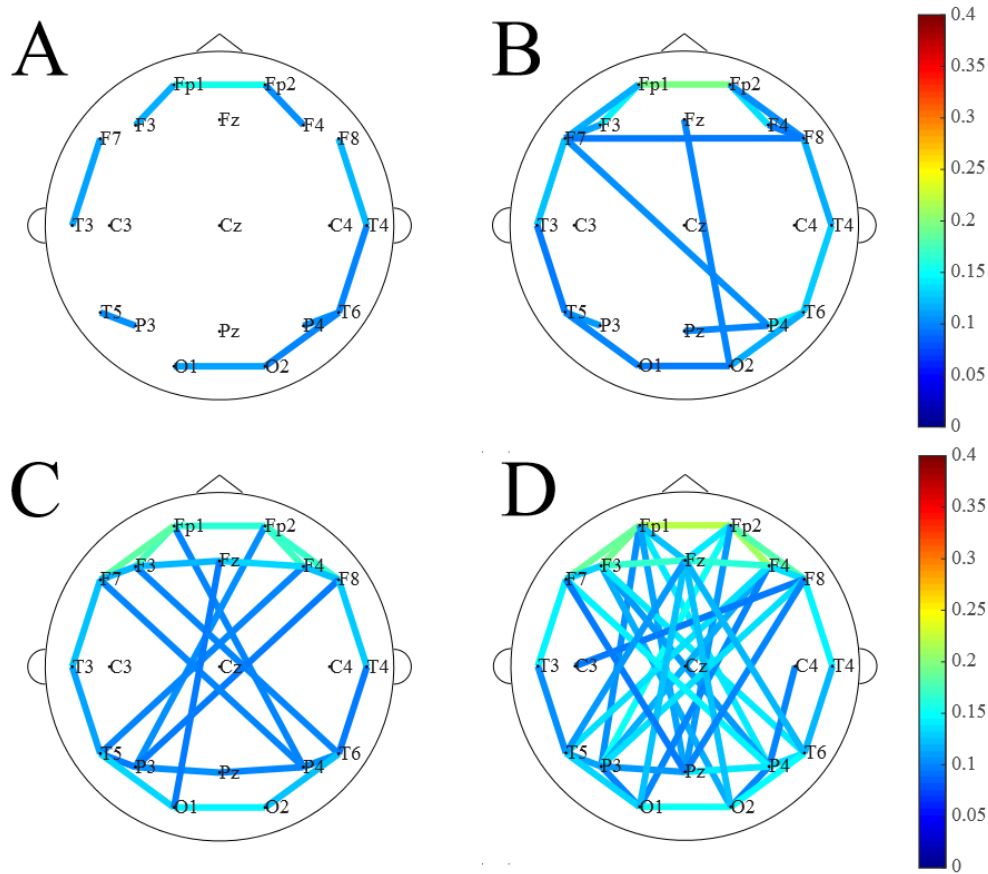 A
Fp1 Fp2
F3 Fz F4
F7 F8
T3 C3 Cz C4 T4
T5 P3 Pz P4 T6
O1 O2
B
Fp1 Fp2
F7 F3 Fz F4 F8
T3 C3 Cz C4 T4
T5 P3 Pz P4 T6
O1 O2
0.4
0.35
0.3
0.25
0.2
0.15
0.1
0.05
0
C
Fp1 Fp2
F7 F3 Fz F4 F8
T3 C3 Cz C4 T4
T5 P3 Pz P4 T6
O1 O2
D
Fp1 Fp2
F7 F3 Fz F4 F8
T3 C3 Cz C4 T4
T5 P3 Pz P4 T6
O1 O2
0.4
0.35
0.3
0.25
0.2
0.15
0.1
0.05
0